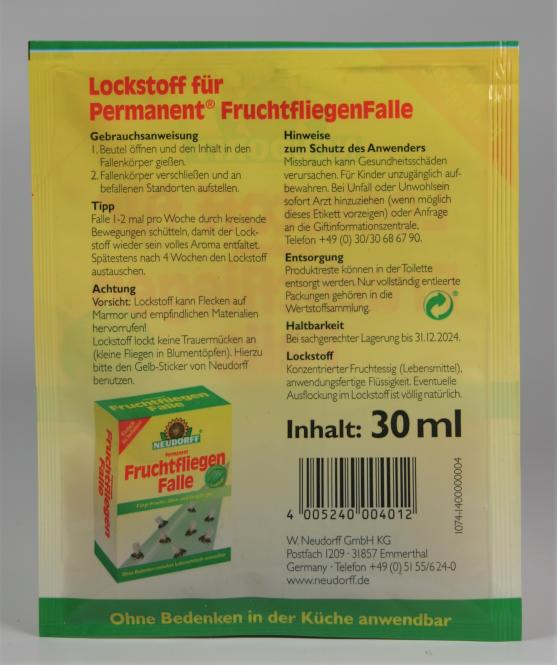 Lockstoff für
Permanent® FruchtfliegenFalle
Gebrauchsanweisung
1. Beutel öffnen und den Inhalt in den
Fallenkörper gießen.
2. Fallenkörper verschließen und an
befallenen Standorten aufstellen.
Tipp
Falle 1-2 mal pro Woche durch kreisende
Bewegungen schütteln, damit der Lock-
stoff wieder sein volles Aroma entfaltet.
Spätestens nach 4 Wochen den Lockstoff
austauschen.
Achtung
Vorsicht: Lockstoff kann Flecken auf
Marmor und empfindlichen Materialien
hervorrufen!
Lockstoff lockt keine Trauermücken an
(kleine Fliegen in Blumentöpfen). Hierzu
bitte den Gelb-Sticker von Neudorff
benutzen.
Hinweise
zum Schutz des Anwenders
Missbrauch kann Gesundheitsschäden
verursachen. Für Kinder unzugänglich auf-
bewahren. Bei Unfall oder Unwohlsein
sofort Arzt hinzuziehen (wenn möglich
dieses Etikett vorzeigen) oder Anfrage
an die Giftinformationszentrale,
Telefon +49 (0) 30/30 68 67 90.
Entsorgung
Produktreste können in der Toilette
entsorgt werden. Nur vollständig entleerte
Packungen gehören in die
Wertstoffsammlung.
Haltbarkeit
Bei sachgerechter Lagerung bis 31.12.2024.
Lockstoff
Konzentrierter Fruchtessig (Lebensmittel),
anwendungsfertige Flüssigkeit. Eventuelle
Ausflockung im Lockstoff ist völlig natürlich.
Inhalt: 30 ml
4 005240 004012
1074-1400000004
W. Neudorff GmbH KG
Postfach 1209 · 31857 Emmerthal
Germany · Telefon +49 (0) 51 55/6 24-0
www.neudorff.de
Fruchtfliegen
Falle
Fruchtfliegen
Falle
NEUDORFF®
Permanent
Fruchtfliegen
Falle
Ohne Bedenken in der Küche anwendbar